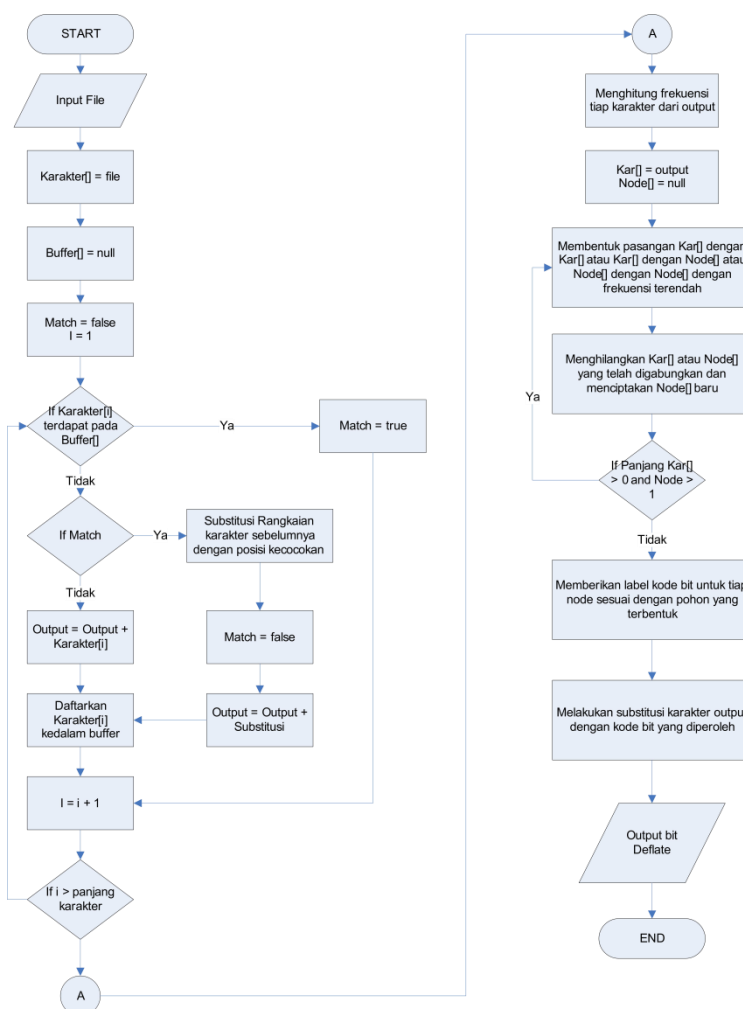 START
Input File
Karakter[] = file
Buffer[] = null
Match = false
I = 1
If Karakter[i]
terdapat pada
Buffer[]
Ya
Match = true
Tidak
If Match
Ya
Substitusi Rangkaian
karakter sebelumnya
dengan posisi kecocokan
Tidak
Output = Output +
Karakter[i]
Match = false
Daftarkan
Karakter[i]
kedalam buffer
Output = Output +
Substitusi
I = i + 1
If i > panjang
karakter
A
A
Menghitung frekuensi
tiap karakter dari output
Kar[] = output
Node[] = null
Membentuk pasangan Kar[] dengan
Kar[] atau Kar[] dengan Node[] atau
Node[] dengan Node[] dengan
frekuensi terendah
Menghilangkan Kar[] atau Node[]
yang telah digabungkan dan
menciptakan Node[] baru
Ya
If Panjang Kar[]
> 0 and Node >
1
Tidak
Memberikan label kode bit untuk tiap
node sesuai dengan pohon yang
terbentuk
Melakukan substitusi karakter output
dengan kode bit yang diperoleh
Output bit
Deflate
END